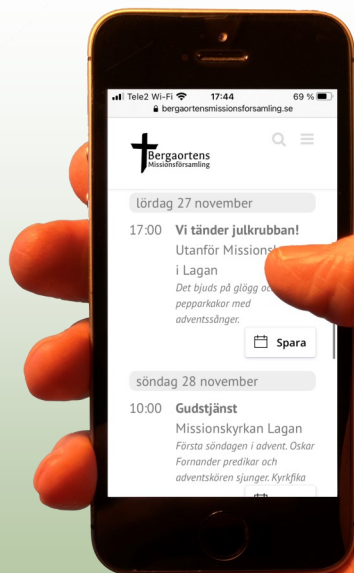 Tele2 Wi-Fi 17:44 69 %
bergaortensmissionsforsamling.se
Bergaortens
Missionsförsamling
lördag 27 november
17:00 Vi tänder julkrubban!
Utanför
i Lagan
Det bjuds på glögg
pepparkakor med
adventssånger.
Spara
söndag 28 november
10:00 Gudstjänst
Missionskyrkan Lagan
Första söndagen i advent. Oskar
Fornander predikar och
adventskören sjunger. Kyrkfika